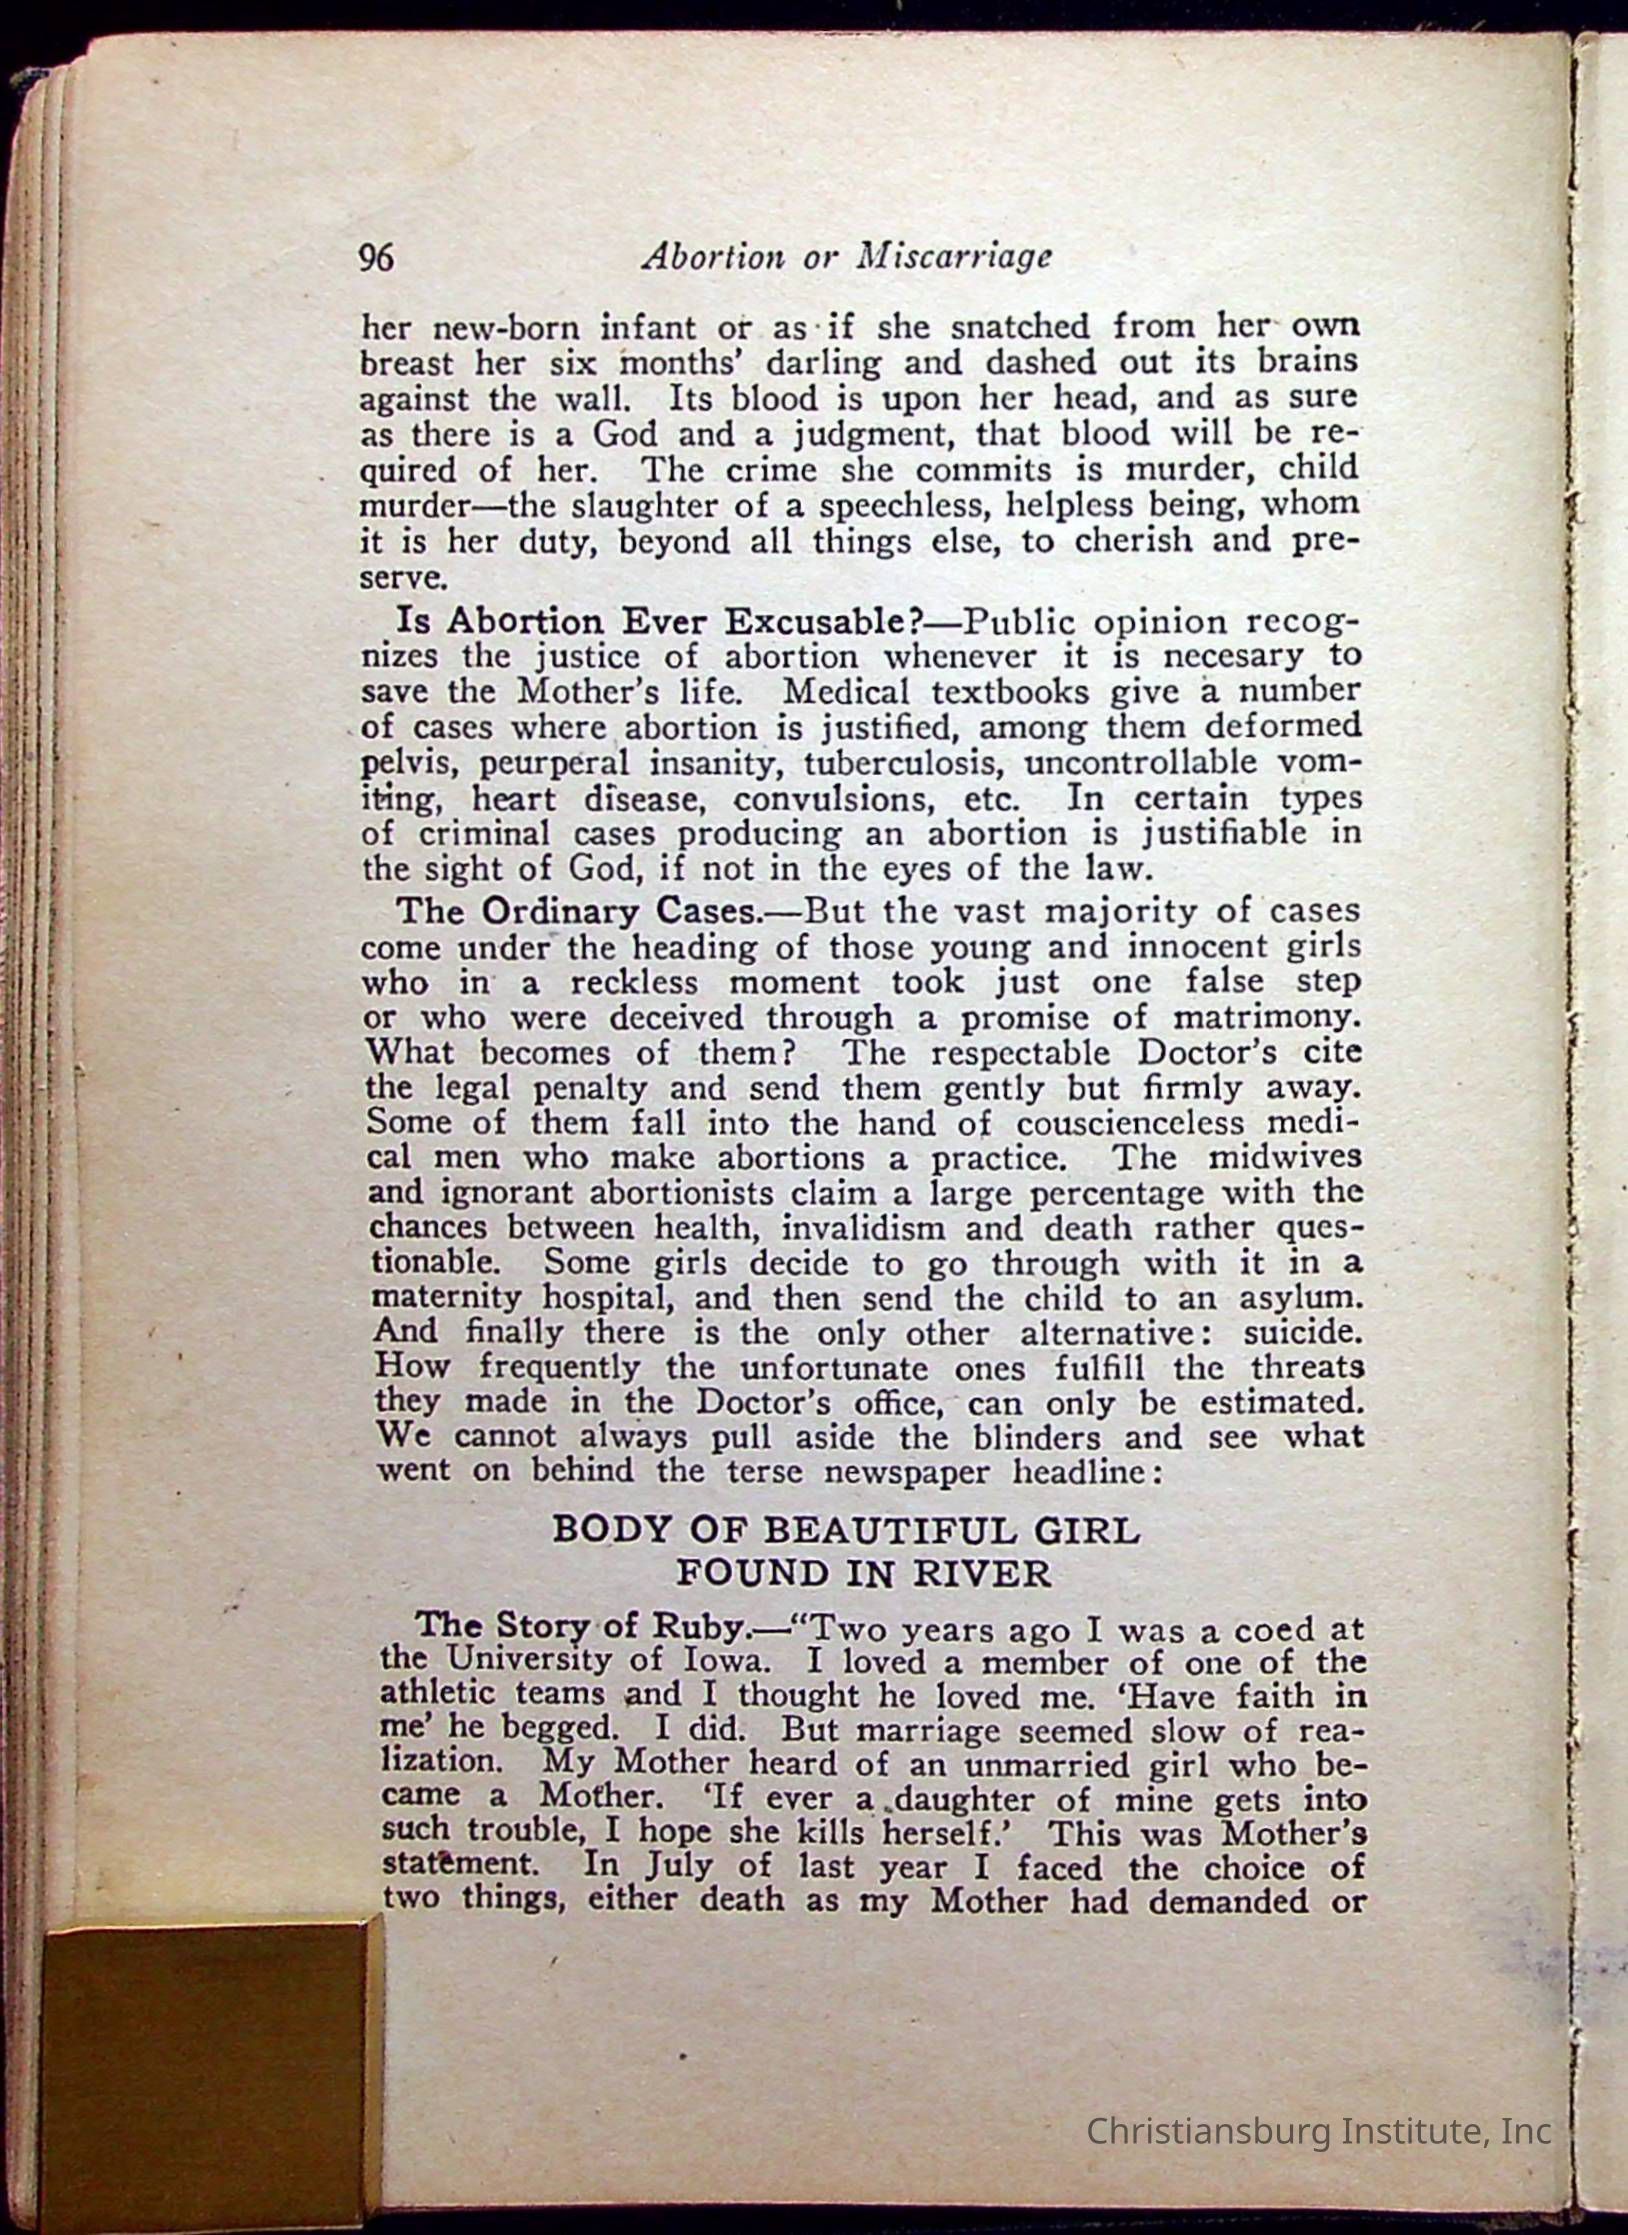 96 Abortion or Miscarriage
her new-born infant or as if she snatched from her own
breast her six months' darling and dashed out its brains
against the wall. Its blood is upon her head, and as sure
as there is a God and a judgment, that blood will be re-
quired of her. The crime she commits is murder, child
murder—the slaughter of a speechless, helpless being, whom
it is her duty, beyond all things else, to cherish and pre-
serve.
Is Abortion Ever Excusable?—Public opinion recog-
nizes the justice of abortion whenever it is necesary to
save the Mother's life. Medical textbooks give a number
of cases where abortion is justified, among them deformed
pelvis, peurperal insanity, tuberculosis, uncontrollable vom-
iting, heart disease, convulsions, etc. In certain types
of criminal cases producing an abortion is justifiable in
the sight of God, if not in the eyes of the law.
The Ordinary Cases.—But the vast majority of cases
come under the heading of those young and innocent girls
who in a reckless moment took just one false step
or who were deceived through a promise of matrimony.
What becomes of them? The respectable Doctor's cite
the legal penalty and send them gently but firmly away.
Some of them fall into the hand of couscienceless medi-
cal men who make abortions a practice. The midwives
and ignorant abortionists claim a large percentage with the
chances between health, invalidism and death rather ques-
tionable. Some girls decide to go through with it in a
maternity hospital, and then send the child to an asylum.
And finally there is the only other alternative: suicide.
How frequently the unfortunate ones fulfill the threats
they made in the Doctor's office, can only be estimated.
We cannot always pull aside the blinders and see what
went on behind the terse newspaper headline:
BODY OF BEAUTIFUL GIRL
FOUND IN RIVER
The Story of Ruby.—“Two years ago I was a coed at
the University of Iowa. I loved a member of one of the
athletic teams and I thought he loved me. ‘Have faith in
me’ he begged. I did. But marriage seemed slow of rea-
lization. My Mother heard of an unmarried girl who be-
came a Mother. ‘If ever a daughter of mine gets into
such trouble, I hope she kills herself.’ This was Mother's
statement. In July of last year I faced the choice of
two things, either death as my Mother had demanded or
Christiansburg Institute, Inc